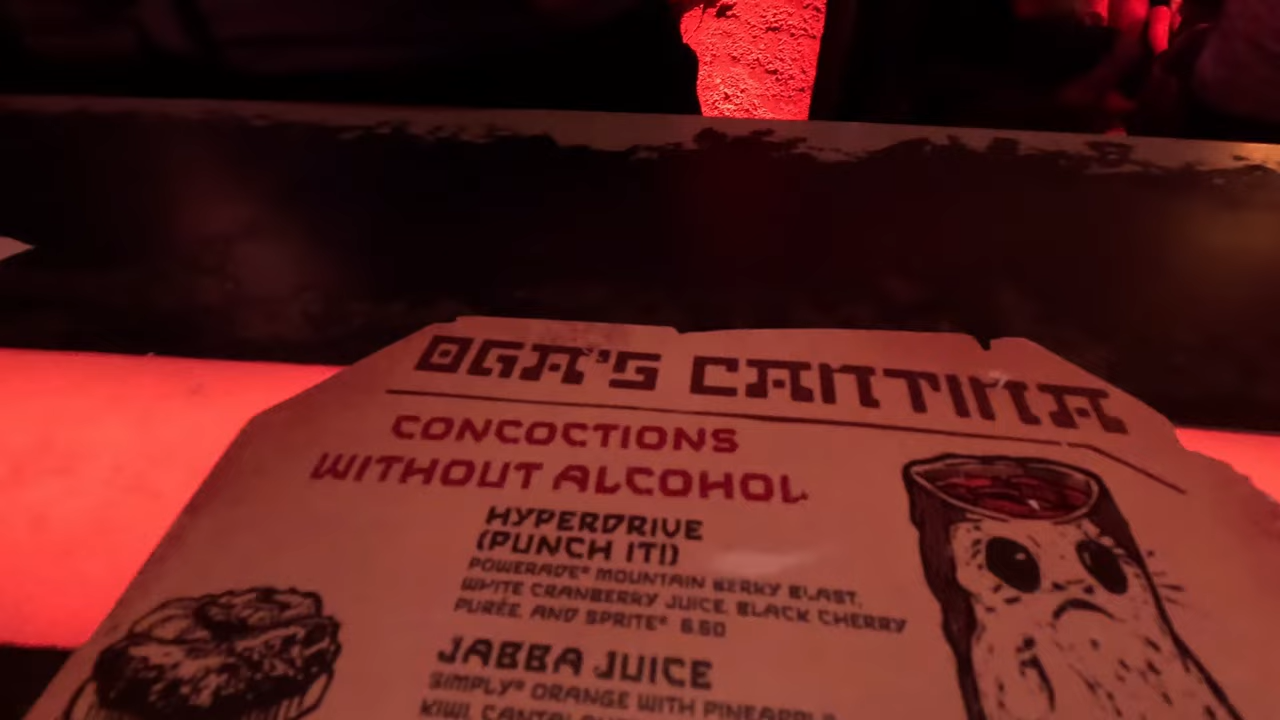 OGA'S CANTINA
CONCOCTIONS
WITHOUT ALCOHOL
HYPERDRIVE
(PUNCH IT!)
POWERADE® MOUNTAIN BERRY BLAST,
WHITE CRANBERRY JUICE, BLACK CHERRY
PURÉE, AND SPRITE® 6.50
JABBA JUICE
SIMPLY® ORANGE WITH PINEAPPLE,
KIWI,